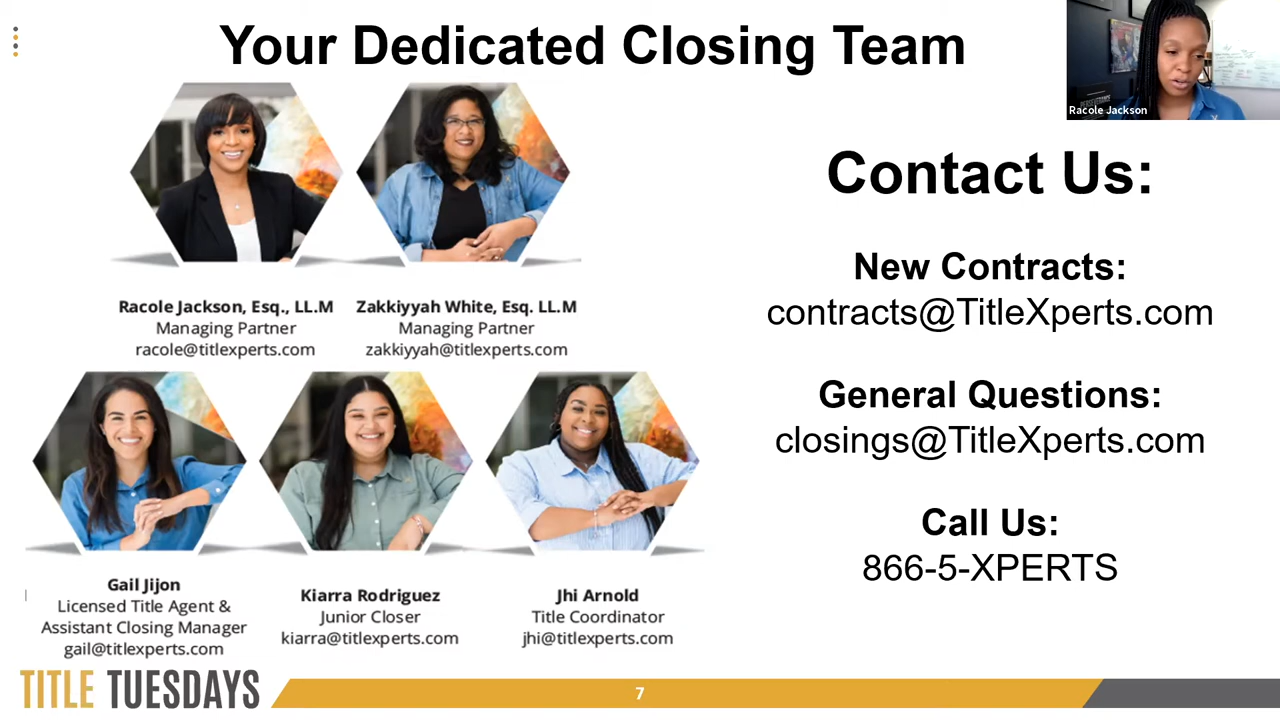 Your Dedicated Closing Team
Racole Jackson
Contact Us:
New Contracts:
contracts@TitleXperts.com
General Questions:
closings@TitleXperts.com
Call Us:
866-5-XPERTS
Racole Jackson, Esq., LL.M
Managing Partner
racole@titlexperts.com
Zakkiyyah White, Esq. LL.M
Managing Partner
zakkiyyah@titlexperts.com
Gail Jijon
Licensed Title Agent &
Assistant Closing Manager
gail@titlexperts.com
Kiarra Rodriguez
Junior Closer
kiarra@titlexperts.com
Jhi Arnold
Title Coordinator
jhi@titlexperts.com
TITLE TUESDAYS
7